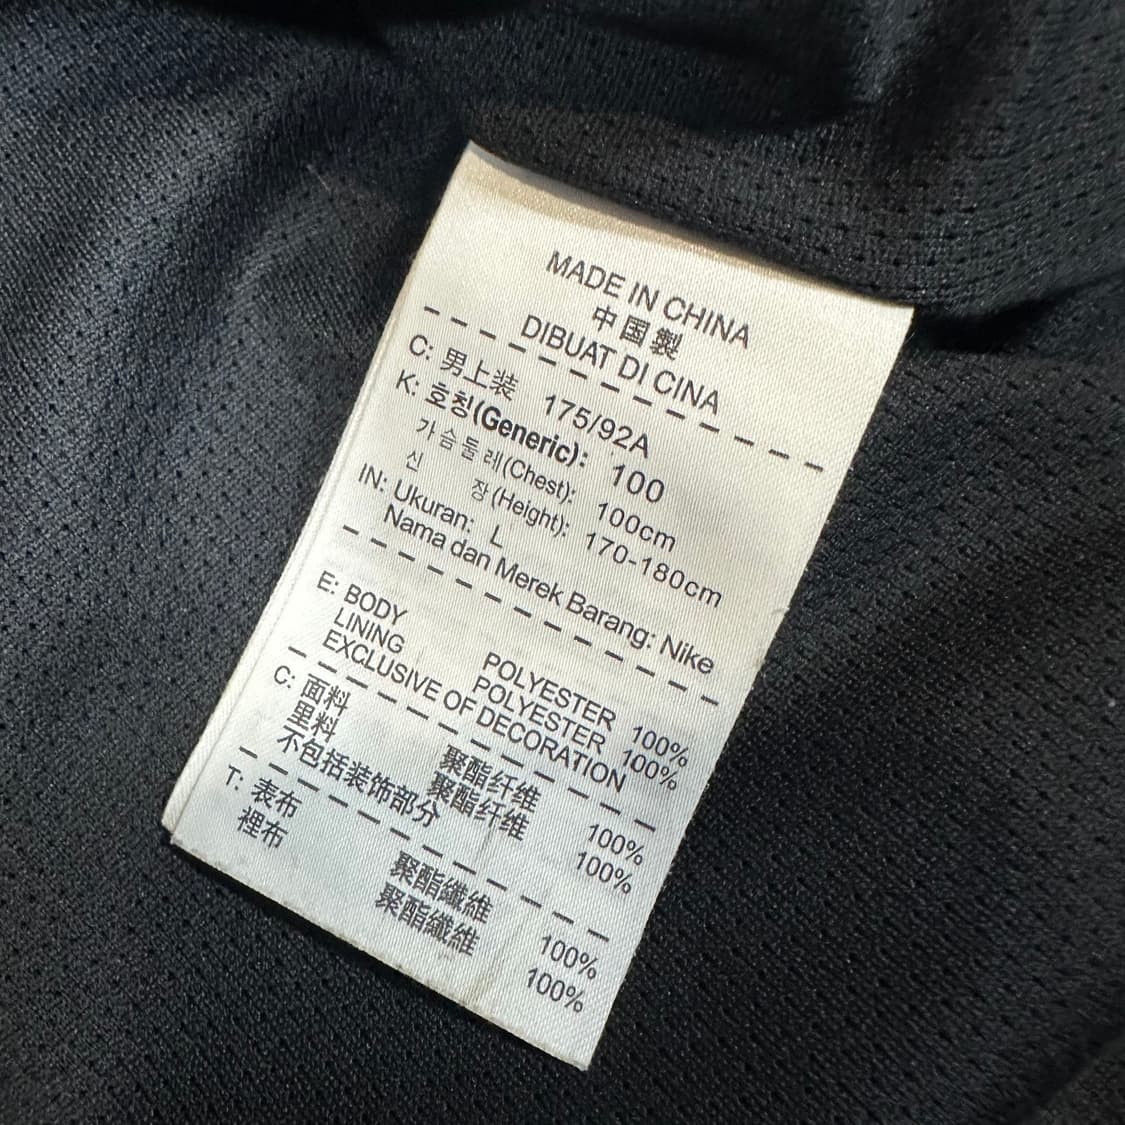 MADE IN CHINA
中国製
DIBUAT DI CINA
C: 男上装 175/92A
K: 호칭(Generic): 100
가슴둘레(Chest): 100cm
신 장(Height): 170-180cm
IN: Ukuran: L
Nama dan Merek Barang: Nike
E: BODY POLYESTER 100%
LINING POLYESTER 100%
EXCLUSIVE OF DECORATION
C: 面料 聚酯纤维 100%
里料 聚酯纤维 100%
不包括装饰部分
T: 表布 聚酯纖維 100%
裡布 聚酯纖維 100%